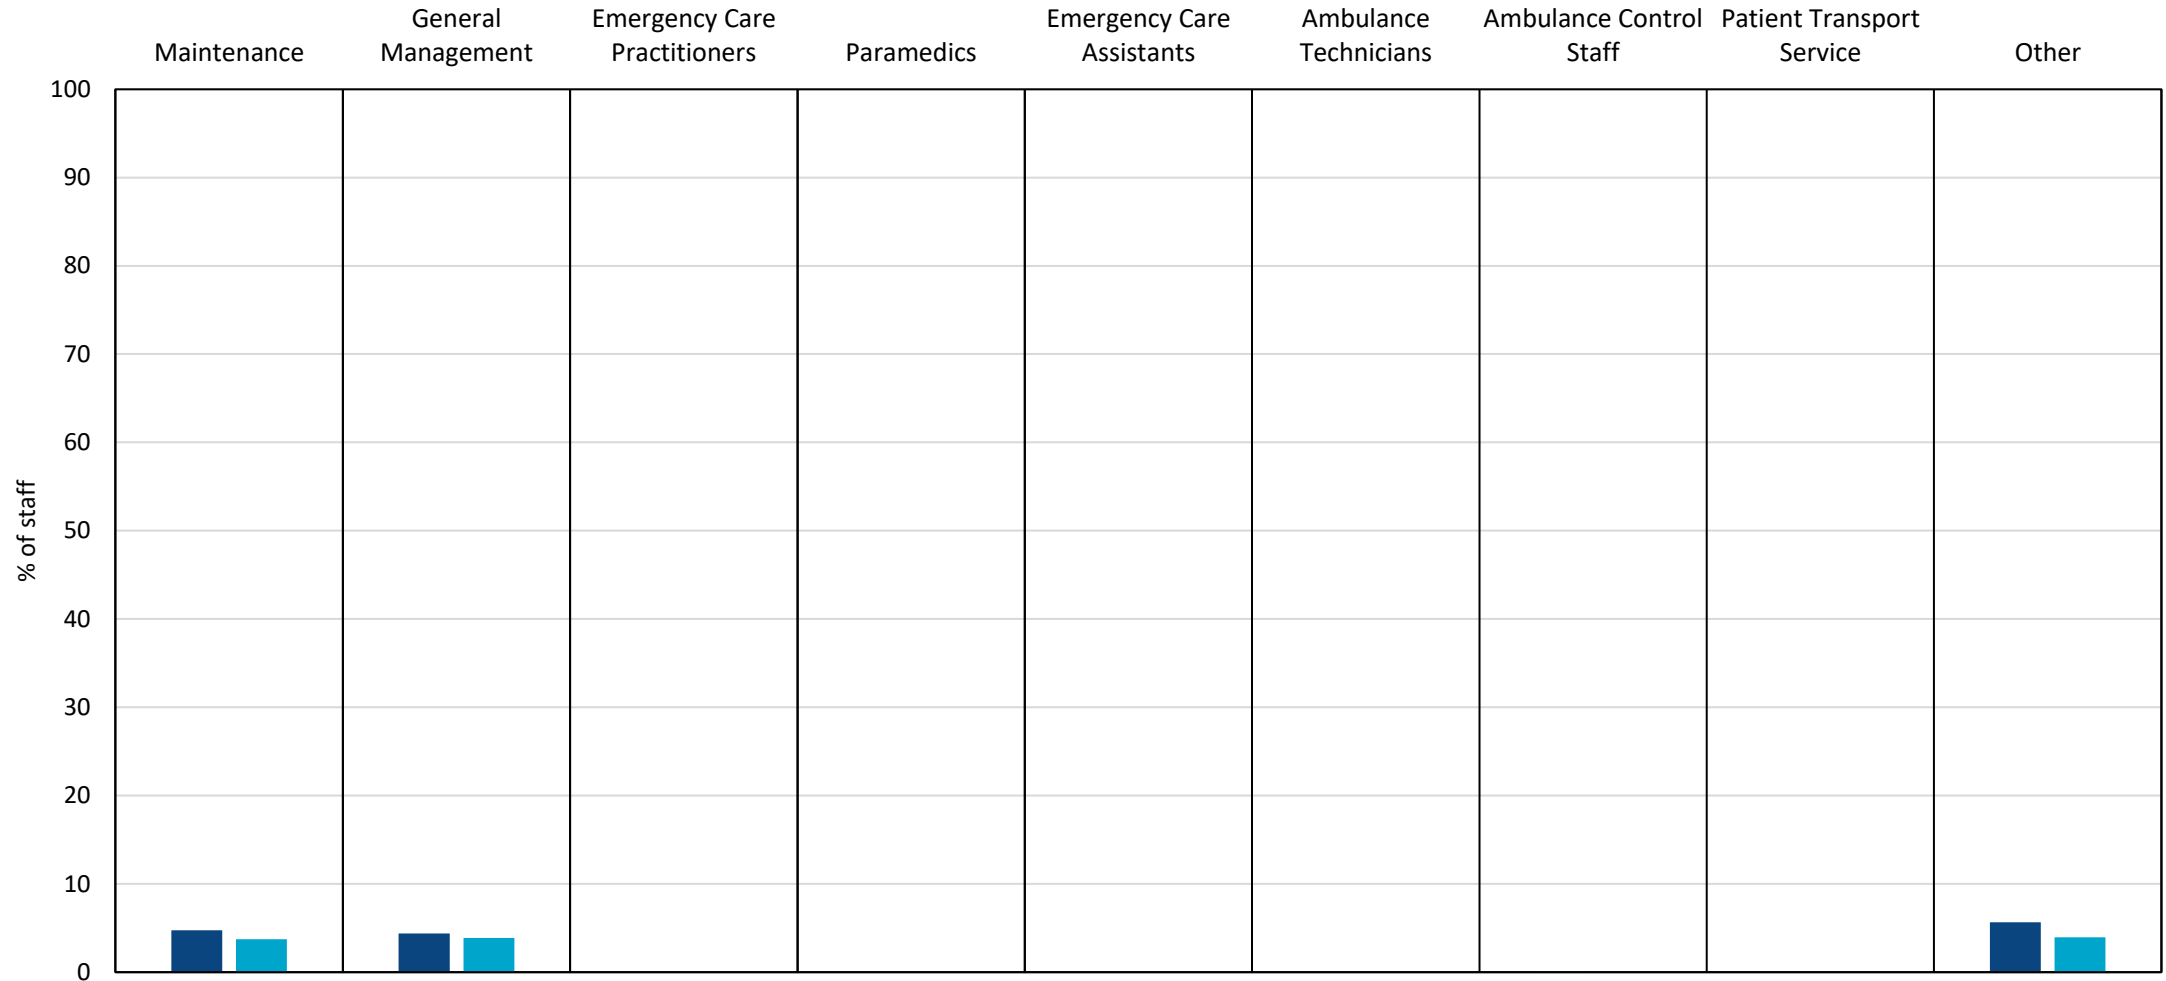 Maintenance
General
Management
Emergency Care
Practitioners
Paramedics
Emergency Care
Assistants
Ambulance
Technicians
Ambulance Control
Staff
Patient Transport
Service
Other
100
90
80
70
60
50
40
30
20
10
0
% of staff